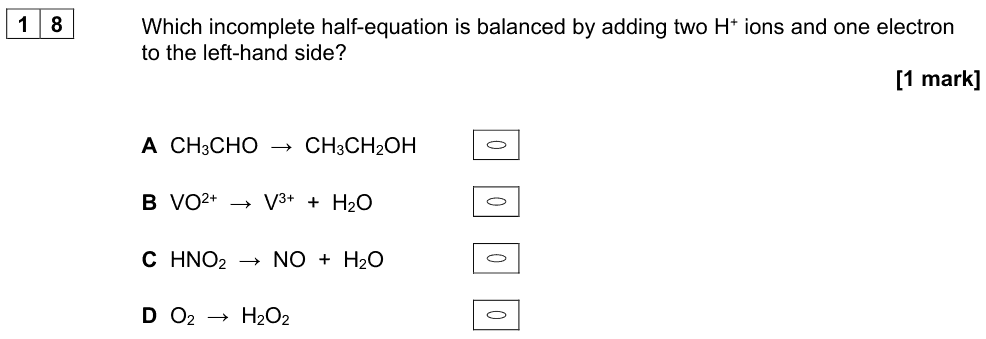 1 8 Which incomplete half-equation is balanced by adding two H⁺ ions and one electron
to the left-hand side?
[1 mark]
A CH₃CHO → CH₃CH₂OH
B VO²⁺ → V³⁺ + H₂O
C HNO₂ → NO + H₂O
D O₂ → H₂O₂